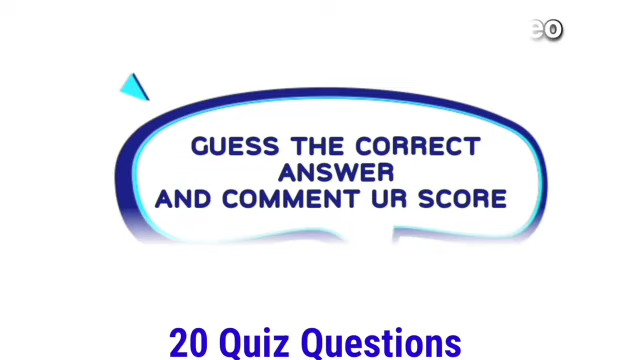 GUESS THE CORRECT
ANSWER
AND COMMENT UR SCORE
20 Quiz Questions